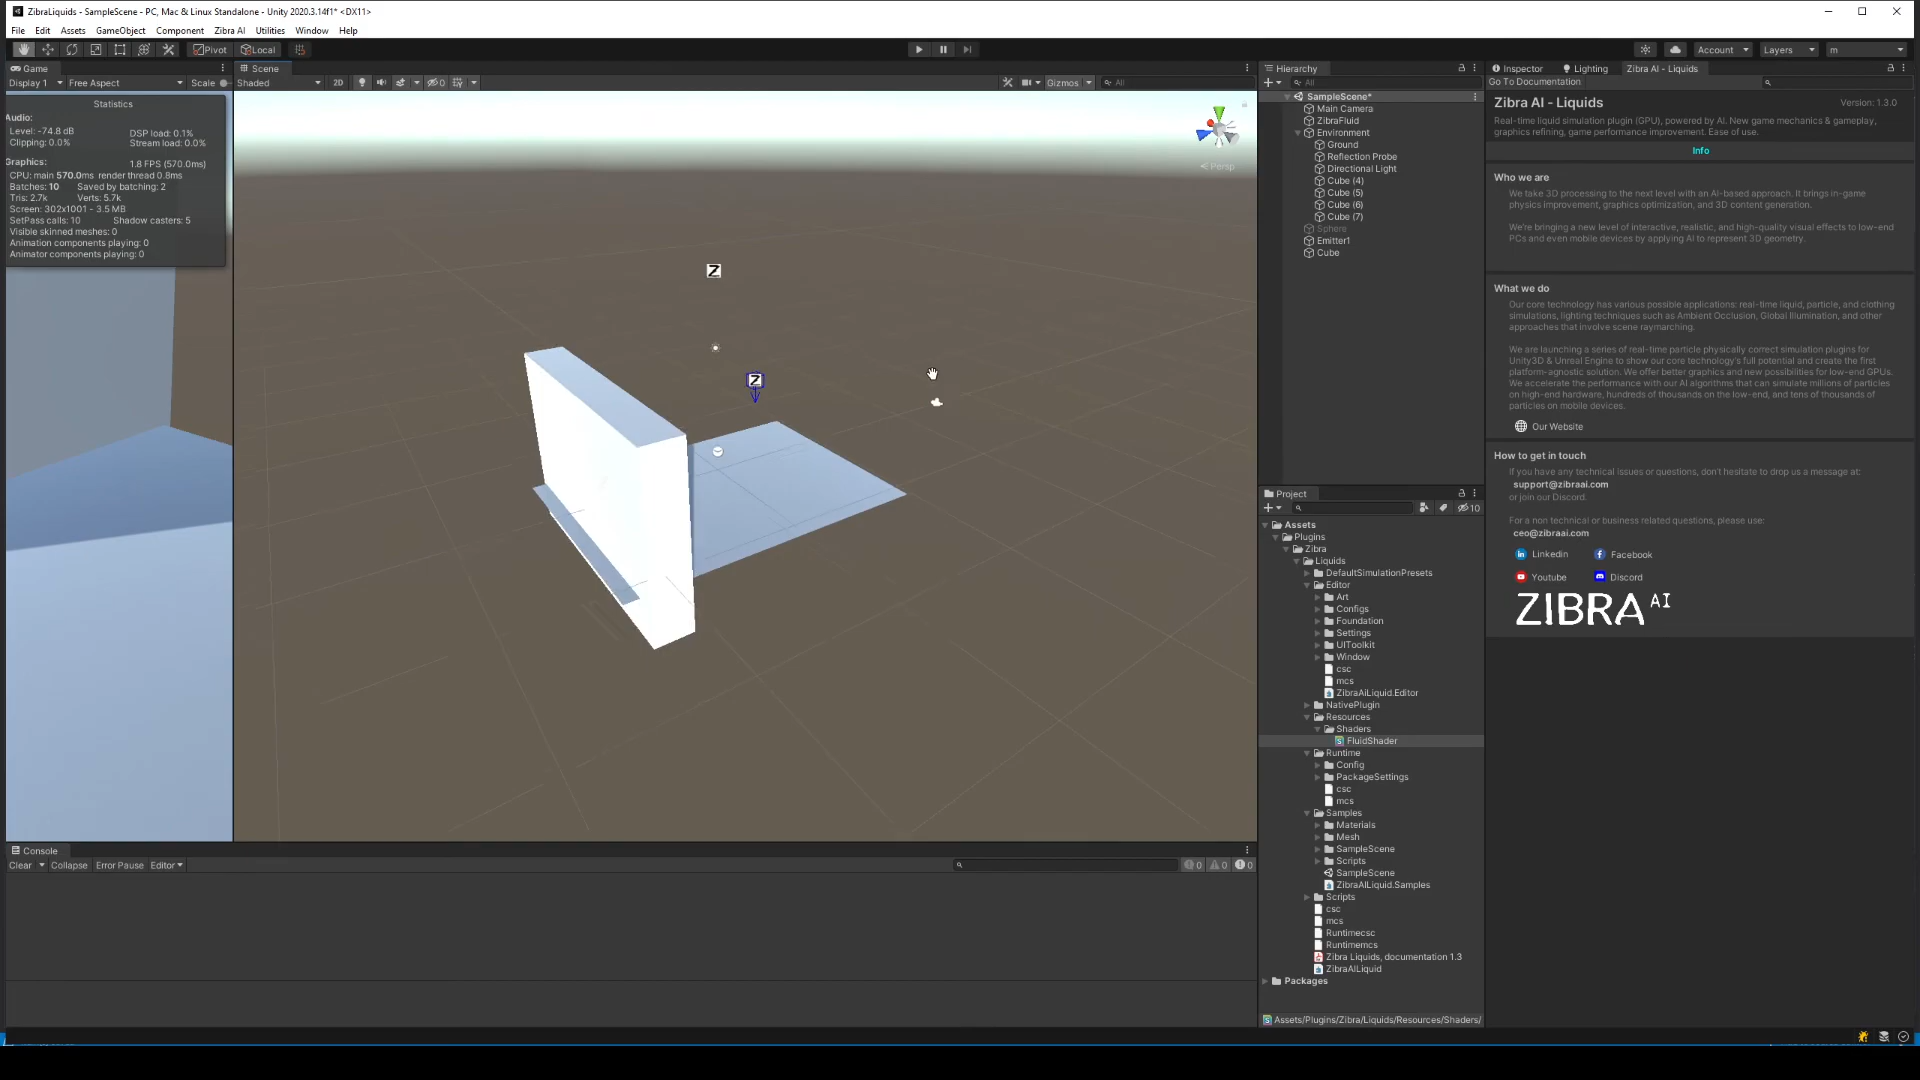 ZibraLiquids - SampleScene - PC, Mac & Linux Standalone - Unity 2020.3.14f1* <DX11>
File Edit Assets GameObject Component Zibra AI Utilities Window Help
Pivot Local
Account Layers m
Game
Display 1 Free Aspect Scale
Statistics
Audio:
Level: -74.8 dB DSP load: 0.1%
Clipping: 0.0% Stream load: 0.0%
Graphics: 1.8 FPS (570.0ms)
CPU: main 570.0ms render thread 0.8ms
Batches: 10 Saved by batching: 2
Tris: 2.7k Verts: 5.7k
Screen: 302x1001 - 3.5 MB
SetPass calls: 10 Shadow casters: 5
Visible skinned meshes: 0
Animation components playing: 0
Animator components playing: 0
Scene
Shaded 2D 0 Gizmos All
< Persp
Z
Z
Console
Clear Collapse Error Pause Editor
0 0 0
Hierarchy
All
SampleScene*
Main Camera
ZibraFluid
Environment
Ground
Reflection Probe
Directional Light
Cube (4)
Cube (5)
Cube (6)
Cube (7)
Sphere
Emitter1
Cube
Project
10
Assets
Plugins
Zibra
Liquids
DefaultSimulationPresets
Editor
Art
Configs
Foundation
Settings
UIToolkit
Window
csc
mcs
ZibraAiLiquid.Editor
NativePlugin
Resources
Shaders
FluidShader
Runtime
Config
PackageSettings
csc
mcs
Samples
Materials
Mesh
SampleScene
Scripts
SampleScene
ZibraAILiquid.Samples
Scripts
csc
mcs
Runtimecsc
Runtimemcs
Zibra Liquids, documentation 1.3
ZibraAILiquid
Packages
Assets/Plugins/Zibra/Liquids/Resources/Shaders/
Inspector Lighting Zibra AI - Liquids
Go To Documentation
Zibra AI - Liquids Version: 1.3.0
Real-time liquid simulation plugin (GPU), powered by AI. New game mechanics & gameplay,
graphics refining, game performance improvement. Ease of use.
Info
Who we are
We take 3D processing to the next level with an AI-based approach. It brings in-game
physics improvement, graphics optimization, and 3D content generation.
We're bringing a new level of interactive, realistic, and high-quality visual effects to low-end
PCs and even mobile devices by applying AI to represent 3D geometry.
What we do
Our core technology has various possible applications: real-time liquid, particle, and clothing
simulations, lighting techniques such as Ambient Occlusion, Global Illumination, and other
approaches that involve scene raymarching.
We are launching a series of real-time particle physically correct simulation plugins for
Unity3D & Unreal Engine to show our core technology's full potential and create the first
platform-agnostic solution. We offer better graphics and new possibilities for low-end GPUs.
We accelerate the performance with our AI algorithms that can simulate millions of particles
on high-end hardware, hundreds of thousands on the low-end, and tens of thousands of
particles on mobile devices.
Our Website
How to get in touch
If you have any technical issues or questions, don't hesitate to drop us a message at:
support@zibraai.com
or join our Discord.
For a non technical or business related questions, please use:
ceo@zibraai.com
Linkedin Facebook
Youtube Discord
ZIBRA AI